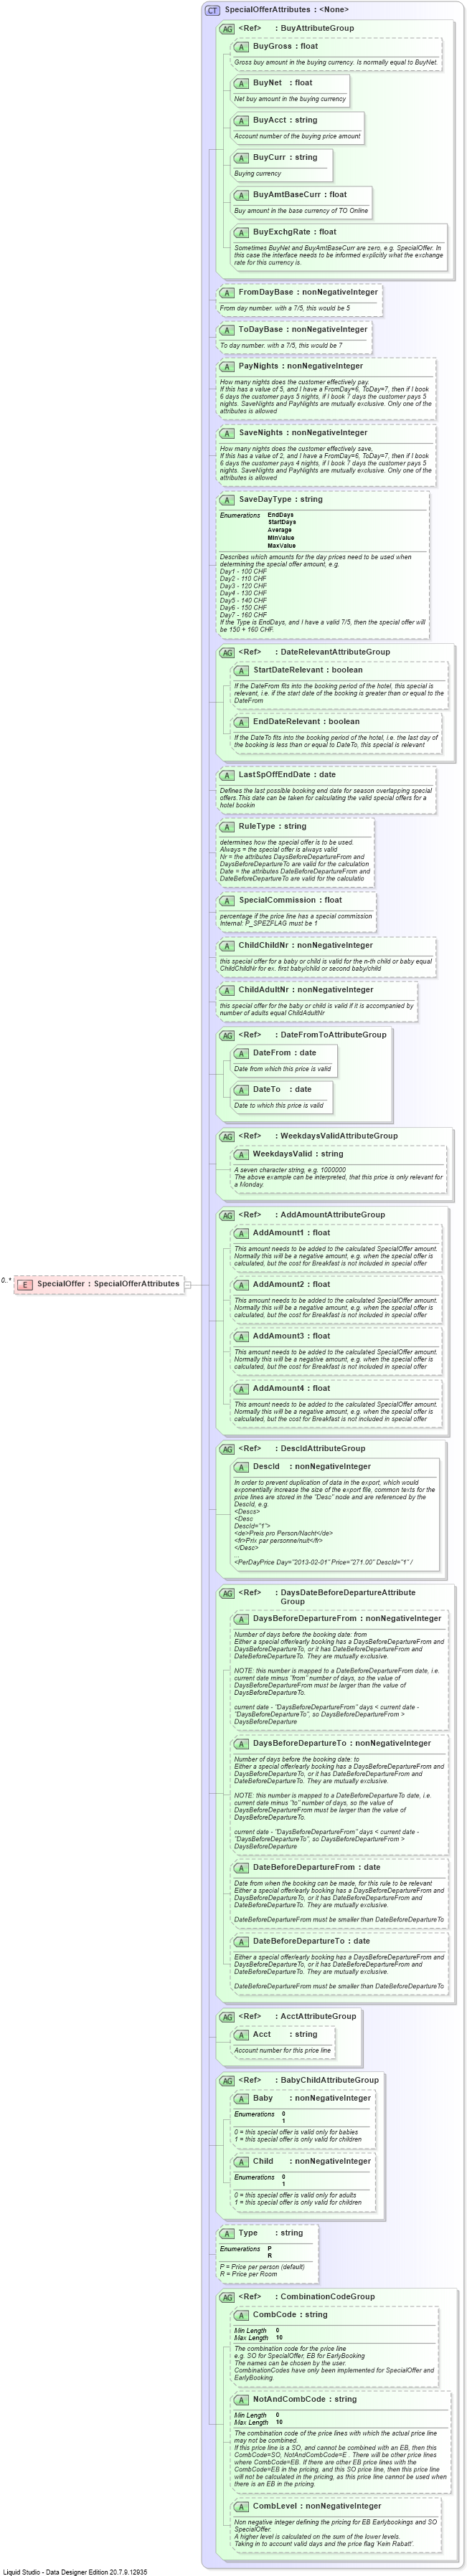 CT SpecialOfferAttributes : <None>
AG <Ref> : BuyAttributeGroup
A BuyGross : float
Gross buy amount in the buying currency. Is normally equal to BuyNet.
A BuyNet : float
Net buy amount in the buying currency
A BuyAcct : string
Account number of the buying price amount
A BuyCurr : string
Buying currency
A BuyAmtBaseCurr : float
Buy amount in the base currency of TO Online
A BuyExchgRate : float
Sometimes BuyNet and BuyAmtBaseCurr are zero, e.g. SpecialOffer. In
this case the interface needs to be informed explicitly what the exchange
rate for this currency is.
A FromDayBase : nonNegativeInteger
From day number. with a 7/5, this would be 5
A ToDayBase : nonNegativeInteger
To day number. with a 7/5, this would be 7
A PayNights : nonNegativeInteger
How many nights does the customer effectively pay.
If this has a value of 5, and I have a FromDay=6, ToDay=7, then if I book
6 days the customer pays 5 nights, if I book 7 days the customer pays 5
nights. SaveNights and PayNights are mutually exclusive. Only one of the
attributes is allowed
A SaveNights : nonNegativeInteger
How many nights does the customer effectively save,
If this has a value of 2, and I have a FromDay=6, ToDay=7, then if I book
6 days the customer pays 4 nights, if I book 7 days the customer pays 5
nights. SaveNights and PayNights are mutually exclusive. Only one of the
attributes is allowed
A SaveDayType : string
Enumerations EndDays
StartDays
Average
MinValue
MaxValue
Describes which amounts for the day prices need to be used when
determining the special offer amount, e.g.
Day1 - 100 CHF
Day2 - 110 CHF
Day3 - 120 CHF
Day4 - 130 CHF
Day5 - 140 CHF
Day6 - 150 CHF
Day7 - 160 CHF
If the Type is EndDays, and I have a valid 7/5, then the special offer will
be 150 + 160 CHF.
AG <Ref> : DateRelevantAttributeGroup
A StartDateRelevant : boolean
If the DateFrom fits into the booking period of the hotel, this special is
relevant, i.e. if the start date of the booking is greater than or equal to the
DateFrom
A EndDateRelevant : boolean
If the DateTo fits into the booking period of the hotel, i.e. the last day of
the booking is less than or equal to DateTo, this special is relevant
A LastSpOffEndDate : date
Defines the last possible booking end date for season overlapping special
offers.This date can be taken for calculating the valid special offers for a
hotel bookin
A RuleType : string
determines how the special offer is to be used.
Always = the special offer is always valid
Nr = the attributes DaysBeforeDepartureFrom and
DaysBeforeDepartureTo are valid for the calculation
Date = the attributes DateBeforeDepartureFrom and
DateBeforeDepartureTo are valid for the calculatio
A SpecialCommission : float
percentage if the price line has a special commission
Internal: P_SPEZFLAG must be 1
A ChildChildNr : nonNegativeInteger
this special offer for a baby or child is valid for the n-th child or baby equal
ChildChildNr for ex. first baby/child or second baby/child
A ChildAdultNr : nonNegativeInteger
this special offer for the baby or child is valid if it is accompanied by
number of adults equal ChildAdultNr
AG <Ref> : DateFromToAttributeGroup
A DateFrom : date
Date from which this price is valid
A DateTo : date
Date to which this price is valid
AG <Ref> : WeekdaysValidAttributeGroup
A WeekdaysValid : string
A seven character string, e.g. 1000000
The above example can be interpreted, that this price is only relevant for
a Monday.
AG <Ref> : AddAmountAttributeGroup
A AddAmount1 : float
This amount needs to be added to the calculated SpecialOffer amount.
Normally this will be a negative amount, e.g. when the special offer is
calculated, but the cost for Breakfast is not included in special offer
0..* E SpecialOffer : SpecialOfferAttributes
A AddAmount2 : float
This amount needs to be added to the calculated SpecialOffer amount.
Normally this will be a negative amount, e.g. when the special offer is
calculated, but the cost for Breakfast is not included in special offer
A AddAmount3 : float
This amount needs to be added to the calculated SpecialOffer amount.
Normally this will be a negative amount, e.g. when the special offer is
calculated, but the cost for Breakfast is not included in special offer
A AddAmount4 : float
This amount needs to be added to the calculated SpecialOffer amount.
Normally this will be a negative amount, e.g. when the special offer is
calculated, but the cost for Breakfast is not included in special offer
AG <Ref> : DescIdAttributeGroup
A DescId : nonNegativeInteger
In order to prevent duplication of data in the export, which would
exponentially increase the size of the export file, common texts for the
price lines are stored in the "Desc" node and are referenced by the
DescId, e.g.
<Descs>
<Desc
DescId="1">
<de>Preis pro Person/Nacht</de>
<fr>Prix par personne/nuit</fr>
</Desc>
...
<PerDayPrice Day="2013-02-01" Price="271.00" DescId="1" /
AG <Ref> : DaysDateBeforeDepartureAttribute
Group
A DaysBeforeDepartureFrom : nonNegativeInteger
Number of days before the booking date: from
Either a special offer/early booking has a DaysBeforeDepartureFrom and
DaysBeforeDepartureTo, or it has DateBeforeDepartureFrom and
DateBeforeDepartureTo. They are mutually exclusive.
NOTE: this number is mapped to a DateBeforeDepartureFrom date, i.e.
current date minus "from" number of days, so the value of
DaysBeforeDepartureFrom must be larger than the value of
DaysBeforeDepartureTo.
current date - "DaysBeforeDepartureFrom" days < current date -
"DaysBeforeDepartureTo", so DaysBeforeDepartureFrom >
DaysBeforeDeparture
A DaysBeforeDepartureTo : nonNegativeInteger
Number of days before the booking date: to
Either a special offer/early booking has a DaysBeforeDepartureFrom and
DaysBeforeDepartureTo, or it has DateBeforeDepartureFrom and
DateBeforeDepartureTo. They are mutually exclusive.
NOTE: this number is mapped to a DateBeforeDepartureTo date, i.e.
current date minus "to" number of days, so the value of
DaysBeforeDepartureFrom must be larger than the value of
DaysBeforeDepartureTo.
current date - "DaysBeforeDepartureFrom" days < current date -
"DaysBeforeDepartureTo", so DaysBeforeDepartureFrom >
DaysBeforeDeparture
A DateBeforeDepartureFrom : date
Date from when the booking can be made, for this rule to be relevant
Either a special offer/early booking has a DaysBeforeDepartureFrom and
DaysBeforeDepartureTo, or it has DateBeforeDepartureFrom and
DateBeforeDepartureTo. They are mutually exclusive.
DateBeforeDepartureFrom must be smaller than DateBeforeDepartureTo
A DateBeforeDepartureTo : date
Either a special offer/early booking has a DaysBeforeDepartureFrom and
DaysBeforeDepartureTo, or it has DateBeforeDepartureFrom and
DateBeforeDepartureTo. They are mutually exclusive.
DateBeforeDepartureFrom must be smaller than DateBeforeDepartureTo
AG <Ref> : AcctAttributeGroup
A Acct : string
Account number for this price line
AG <Ref> : BabyChildAttributeGroup
A Baby : nonNegativeInteger
Enumerations 0
1
0 = this special offer is valid only for babies
1 = this special offer is only valid for children
A Child : nonNegativeInteger
Enumerations 0
1
0 = this special offer is valid only for adults
1 = this special offer is only valid for children
A Type : string
Enumerations P
R
P = Price per person (default)
R = Price per Room
AG <Ref> : CombinationCodeGroup
A CombCode : string
Min Length 0
Max Length 10
The combination code for the price line
e.g. SO for SpecialOffer, EB for EarlyBooking
The names can be chosen by the user.
CombinationCodes have only been implemented for SpecialOffer and
EarlyBooking.
A NotAndCombCode : string
Min Length 0
Max Length 10
The combination code of the price lines with which the actual price line
may not be combined.
If this price line is a SO, and cannot be combined with an EB, then this
CombCode=SO, NotAndCombCode=E . There will be other price lines
where CombCode=EB. If there are other EB price lines with the
CombCode=EB in the pricing, and this SO price line, then this price line
will not be calculated in the pricing, as this price line cannot be used when
there is an EB in the pricing.
A CombLevel : nonNegativeInteger
Non negative integer defining the pricing for EB Earlybookings and SO
SpecialOffer.
A higher level is calculated on the sum of the lower levels.
Taking in to account valid days and the price flag 'Kein Rabatt'.
Liquid Studio - Data Designer Edition 20.7.9.12935